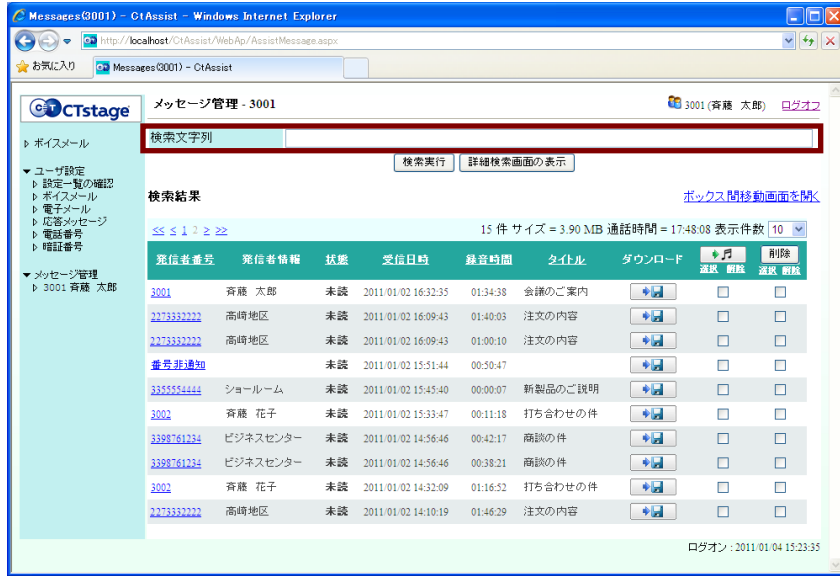 Messages(3001) - CtAssist - Windows Internet Explorer
http://localhost/CtAssist/WebAp/AssistMessage.aspx
お気に入り Messages(3001) - CtAssist
CTstage メッセージ管理 - 3001 3001 (斉藤 太郎) ログオフ
検索文字列
▷ ボイスメール
検索実行 詳細検索画面の表示
▼ ユーザ設定
▷ 設定一覧の確認
▷ ボイスメール
▷ 電子メール
▷ 応答メッセージ
▷ 電話番号
▷ 暗証番号
▼ メッセージ管理
▷ 3001 斉藤 太郎
検索結果 ボックス間移動画面を開く
≤≤ ≤ 1 2 ≥ ≥≥ 15 件 サイズ = 3.90 MB 通話時間 = 17:48:08 表示件数 10
発信者番号 発信者情報 状態 受信日時 録音時間 タイトル ダウンロード 選択 解除 削除 選択 解除
3001 斉藤 太郎 未読 2011/01/02 16:32:35 01:34:38 会議のご案内
2273332222 高崎地区 未読 2011/01/02 16:09:43 01:40:03 注文の内容
2273332222 高崎地区 未読 2011/01/02 16:09:43 01:00:10 注文の内容
番号非通知 未読 2011/01/02 15:51:44 00:50:47
3355554444 ショールーム 未読 2011/01/02 15:45:40 00:00:07 新製品のご説明
3002 斉藤 花子 未読 2011/01/02 15:33:47 00:11:18 打ち合わせの件
3398761234 ビジネスセンター 未読 2011/01/02 14:56:46 00:42:17 商談の件
3398761234 ビジネスセンター 未読 2011/01/02 14:56:46 00:38:21 商談の件
3002 斉藤 花子 未読 2011/01/02 14:32:09 01:16:52 打ち合わせの件
2273332222 高崎地区 未読 2011/01/02 14:10:19 01:46:29 注文の内容
ログオン : 2011/01/04 15:23:35